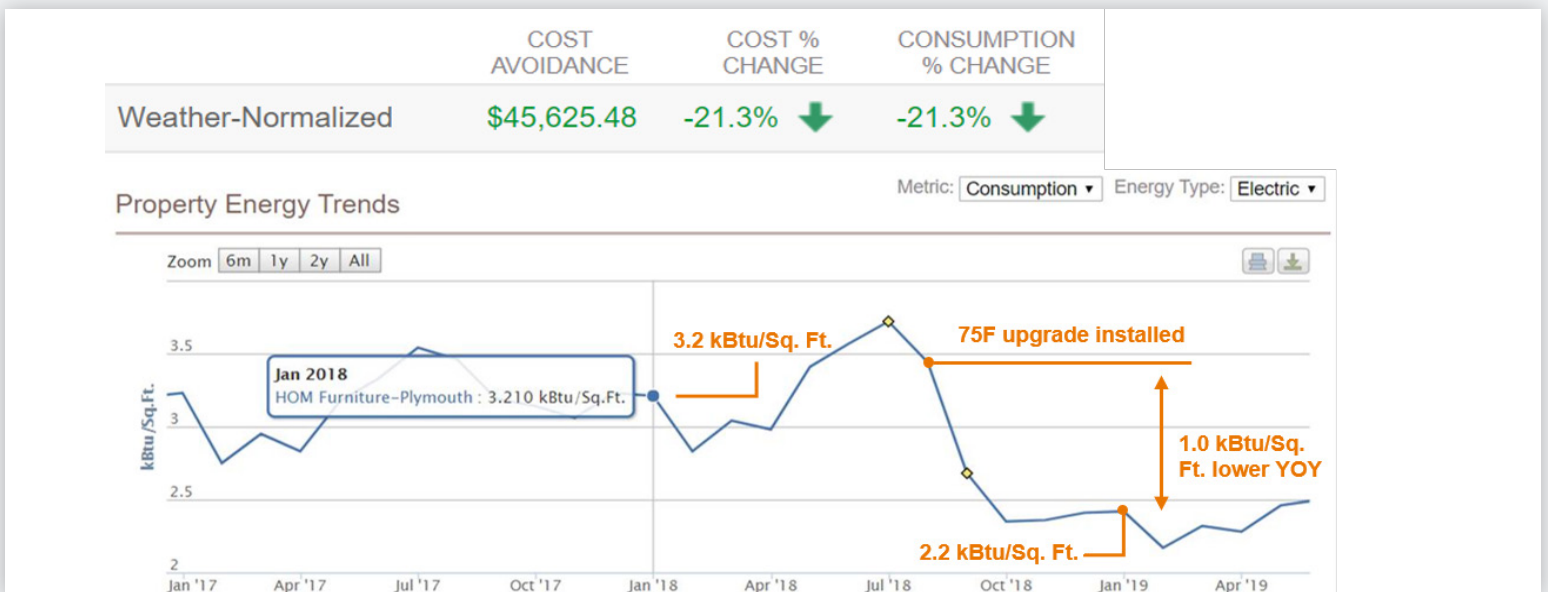 COST AVOIDANCE
COST % CHANGE
CONSUMPTION % CHANGE
Weather-Normalized $45,625.48 -21.3% -21.3%
Property Energy Trends
Metric: Consumption Energy Type: Electric
Zoom 6m 1y 2y All
3.5
3
2.5
2
kBtu/Sq.Ft.
Jan 2018
HOM Furniture-Plymouth : 3.210 kBtu/Sq.Ft.
3.2 kBtu/Sq. Ft.
75F upgrade installed
1.0 kBtu/Sq.
Ft. lower YOY
2.2 kBtu/Sq. Ft.
Jan '17 Apr '17 Jul '17 Oct '17 Jan '18 Apr '18 Jul '18 Oct '18 Jan '19 Apr '19